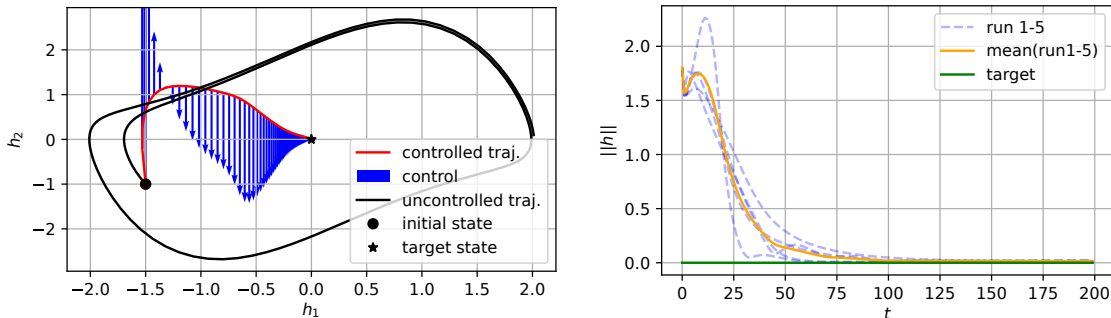 2
1
0
−1
−2
h₂
−2.0 −1.5 −1.0 −0.5 0.0 0.5 1.0 1.5 2.0
h₁
controlled traj.
control
uncontrolled traj.
initial state
target state
2.0
1.5
1.0
0.5
0.0
||h||
0 25 50 75 100 125 150 175 200
t
run 1-5
mean(run1-5)
target